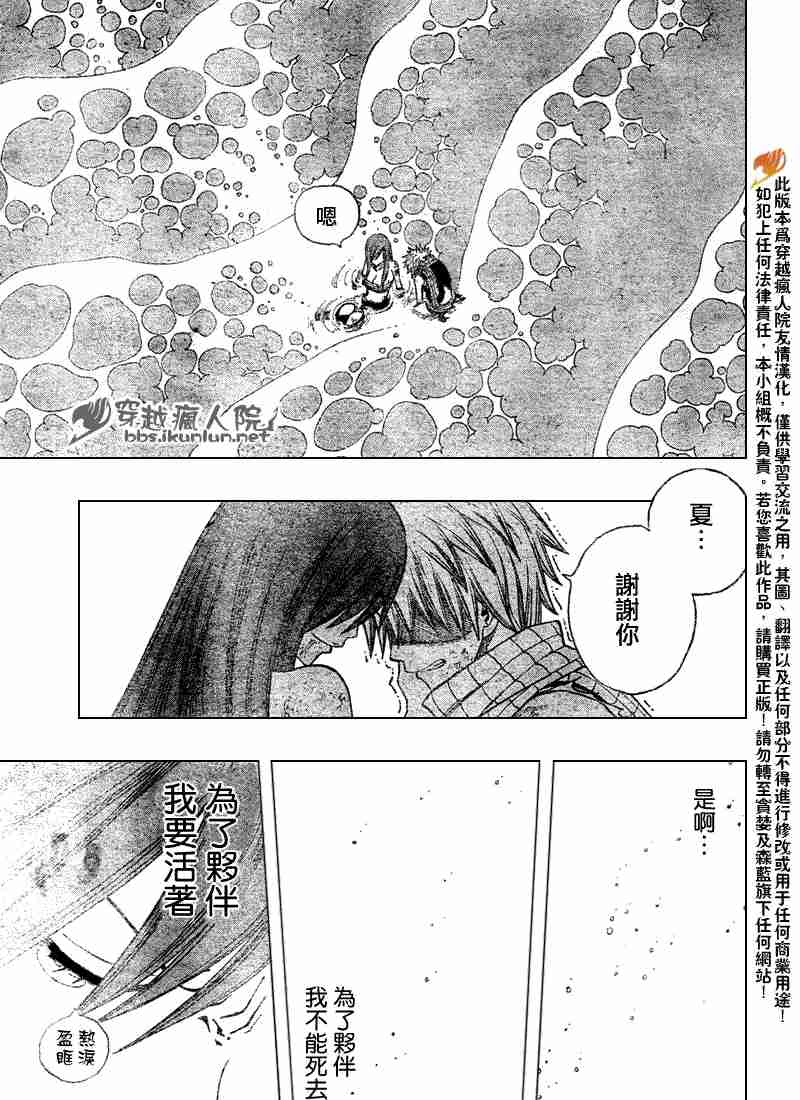 嗯
穿越瘋人院
bbs.ikunlun.net
夏…
謝謝你
是啊…
為了夥伴
我不能死去
為了夥伴
我要活著
熱淚
盈眶
此版本爲穿越瘋人院友情漢化，僅供學習交流之用，其圖、翻譯以及任何部分不得進行修改或用于任何商業用途！
如犯上任何法律責任，本小組概不負責。若您喜歡此作品，請購買正版！請勿轉至貪婪及森藍旗下任何網站！